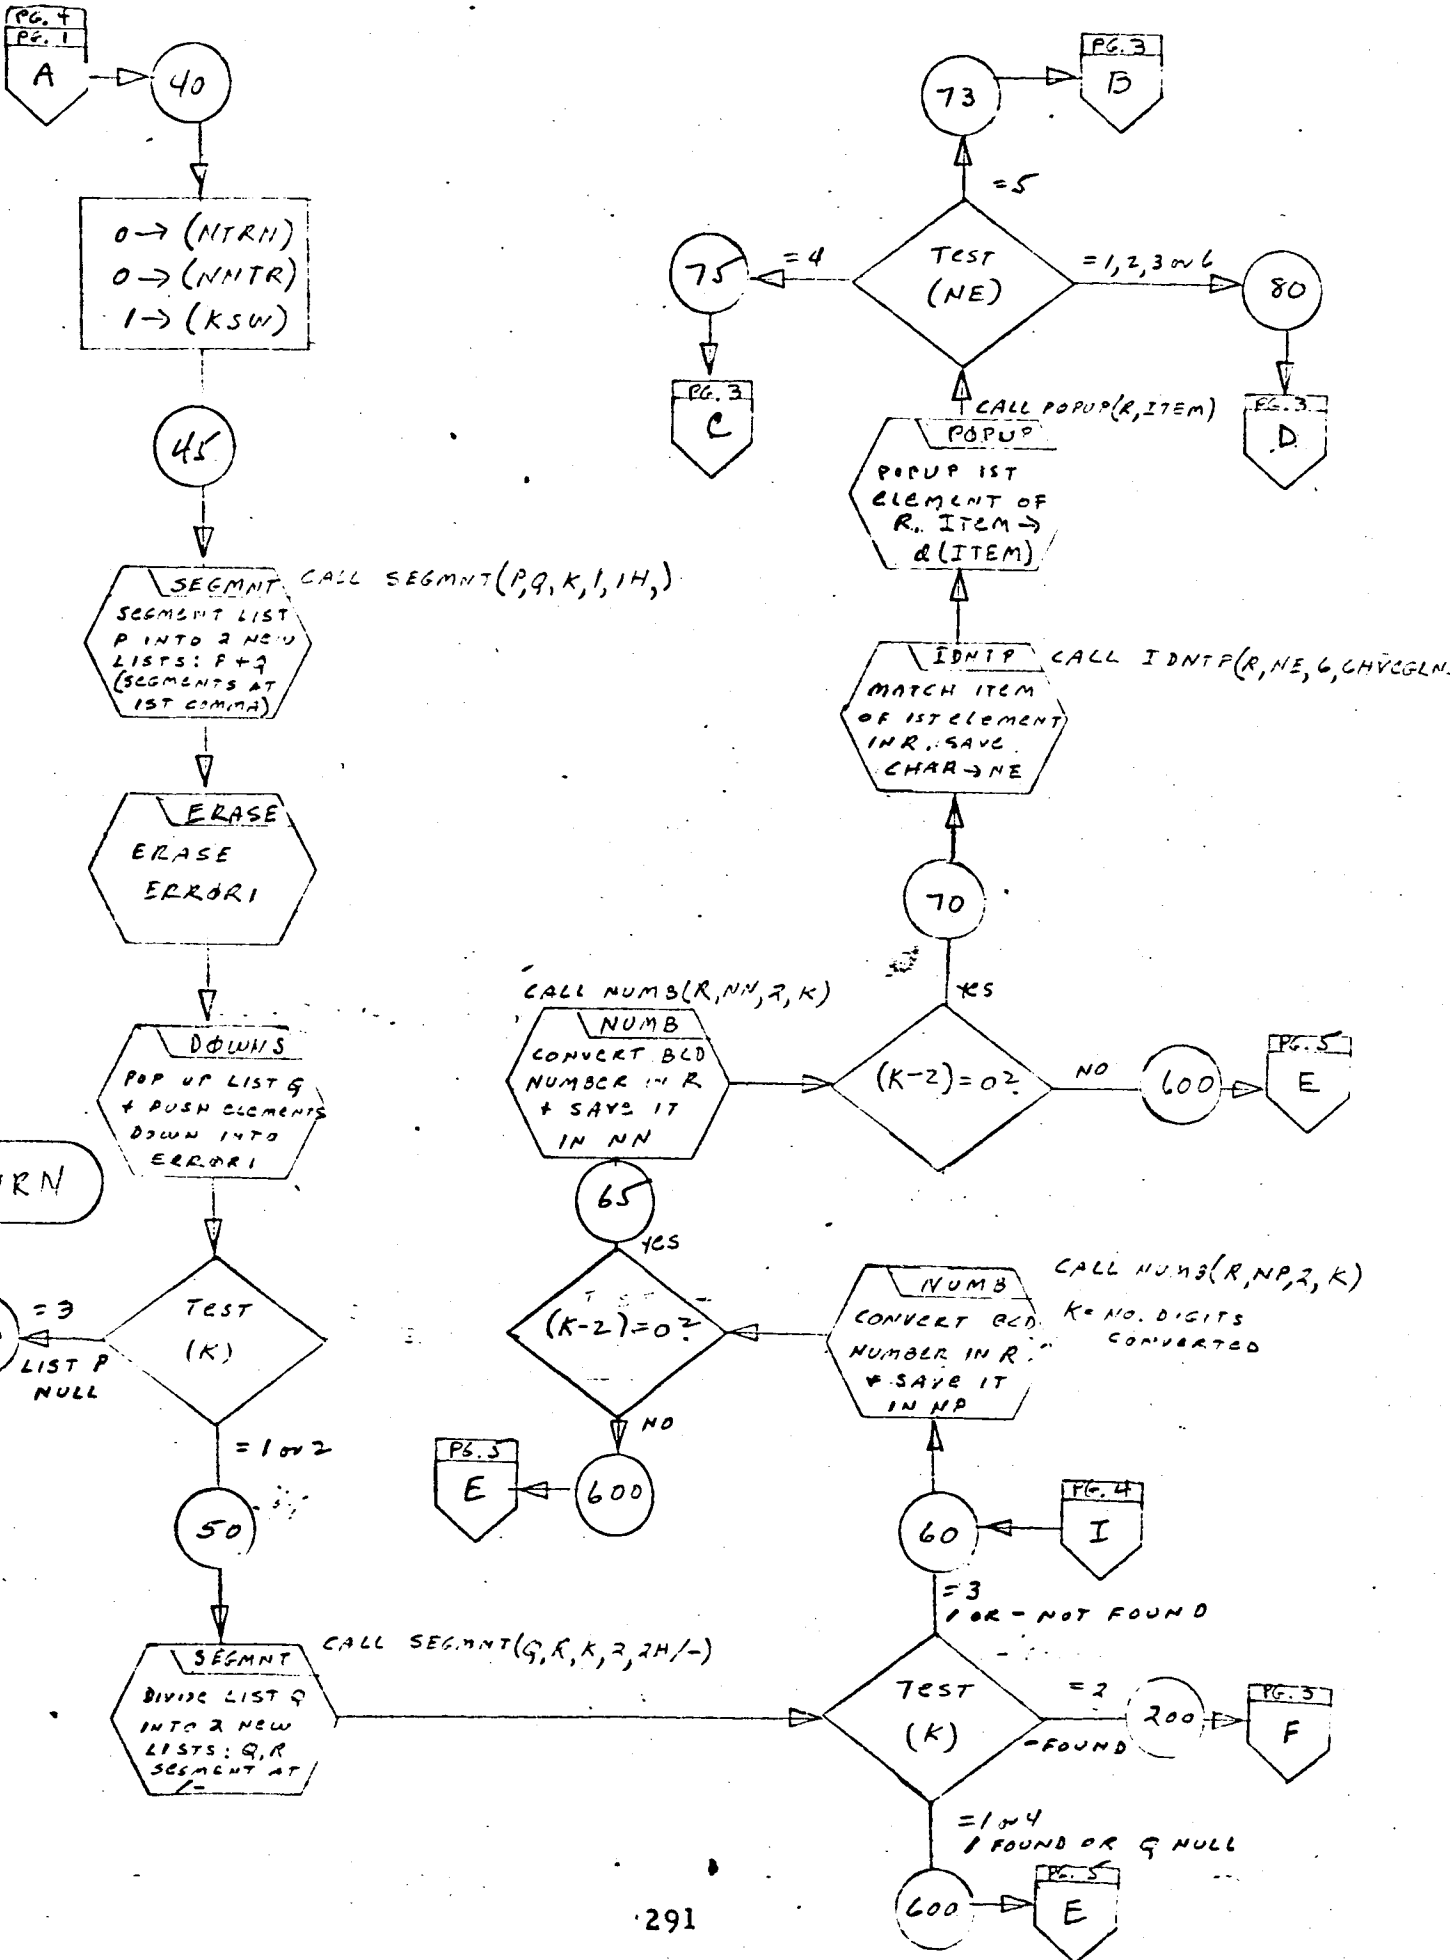 PG. 4
PG. 1
A
40
0 → (NTRN)
0 → (NMTR)
1 → (KSW)
45
SEGMNT
CALL SEGMNT(P,Q,K,1,1H,)
SEGMENT LIST
P INTO 2 NEW
LISTS: P + Q
(SEGMENTS AT
1ST COMMA)
ERASE
ERASE
ERRØR1
DØWNS
POP UP LIST Q
+ PUSH ELEMENTS
DOWN INTO
ERRØR1
RN
TEST
(K)
= 3
LIST P
NULL
= 1 or 2
50
SEGMNT
CALL SEGMNT(Q,R,K,2,2H/-)
DIVIDE LIST Q
INTO 2 NEW
LISTS: Q,R
SEGMENT AT
/-
TEST
(K)
= 2
- FOUND
200
PG. 5
F
= 1 or 4
/ FOUND OR Q NULL
600
PG. 5
E
= 3
/ OR - NOT FOUND
60
PG. 4
I
NUMB
CALL NUMB(R,NP,2,K)
K = NO. DIGITS
CONVERTED
CONVERT BCD
NUMBER IN R
+ SAVE IT
IN NP
(K-2)=0?
NO
600
PG. 5
E
YES
65
CALL NUMB(R,NN,2,K)
NUMB
CONVERT BCD
NUMBER IN R
+ SAVE IT
IN NN
(K-2)=0?
NO
600
PG. 5
E
YES
70
IDNTF
CALL IDNTF(R,NE,6,6HVCGLN
MATCH ITEM
OF 1ST ELEMENT
IN R. SAVE
CHAR → NE
CALL POPUP(R,ITEM)
POPUP
POPUP 1ST
ELEMENT OF
R. ITEM →
(ITEM)
TEST
(NE)
= 4
75
PG. 3
C
= 5
73
PG. 3
B
= 1, 2, 3 or 6
80
PG. 3
D
291